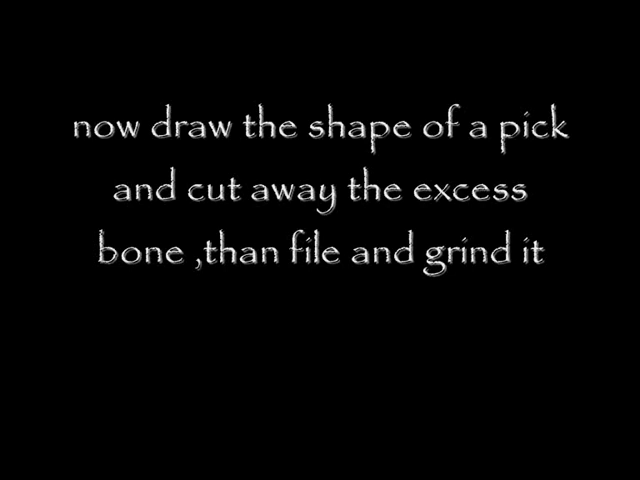 now draw the shape of a pick
and cut away the excess
bone ,than file and grind it